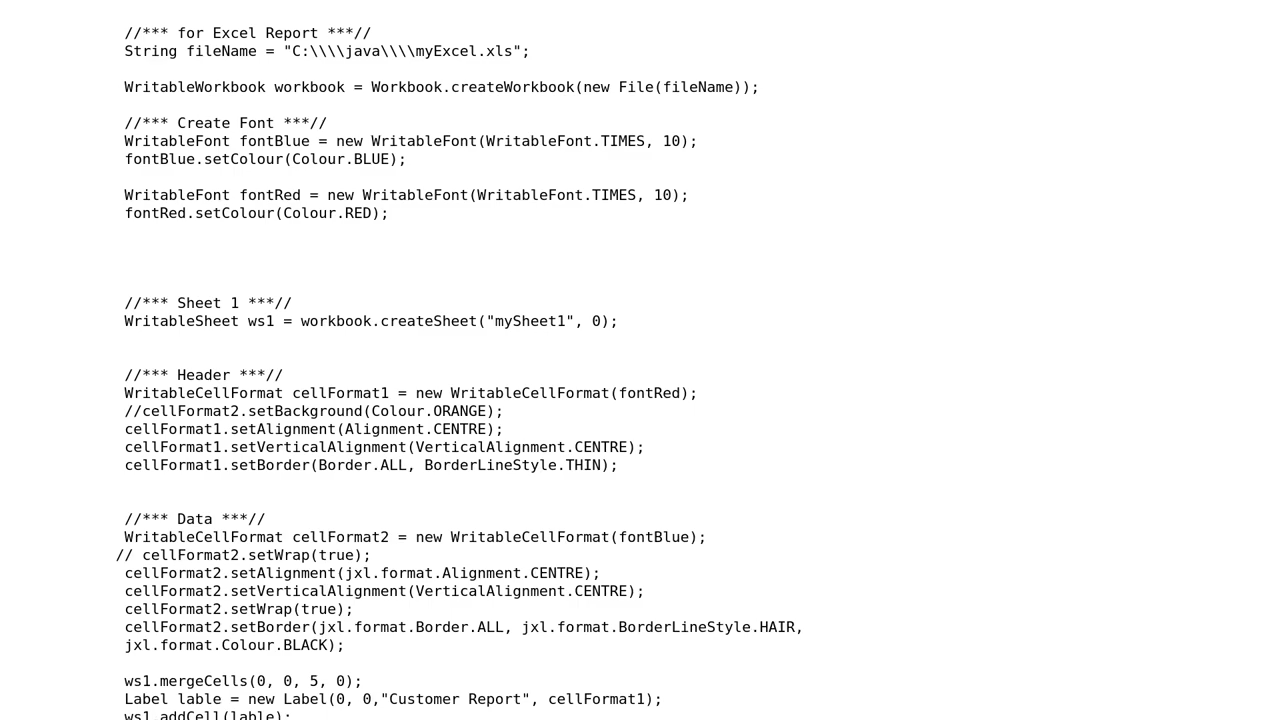 //*** for Excel Report ***//
String fileName = "C:\\\\java\\\\myExcel.xls";
WritableWorkbook workbook = Workbook.createWorkbook(new File(fileName));
//*** Create Font ***//
WritableFont fontBlue = new WritableFont(WritableFont.TIMES, 10);
fontBlue.setColour(Colour.BLUE);
WritableFont fontRed = new WritableFont(WritableFont.TIMES, 10);
fontRed.setColour(Colour.RED);
//*** Sheet 1 ***//
WritableSheet ws1 = workbook.createSheet("mySheet1", 0);
//*** Header ***//
WritableCellFormat cellFormat1 = new WritableCellFormat(fontRed);
//cellFormat2.setBackground(Colour.ORANGE);
cellFormat1.setAlignment(Alignment.CENTRE);
cellFormat1.setVerticalAlignment(VerticalAlignment.CENTRE);
cellFormat1.setBorder(Border.ALL, BorderLineStyle.THIN);
//*** Data ***//
WritableCellFormat cellFormat2 = new WritableCellFormat(fontBlue);
// cellFormat2.setWrap(true);
cellFormat2.setAlignment(jxl.format.Alignment.CENTRE);
cellFormat2.setVerticalAlignment(VerticalAlignment.CENTRE);
cellFormat2.setWrap(true);
cellFormat2.setBorder(jxl.format.Border.ALL, jxl.format.BorderLineStyle.HAIR,
jxl.format.Colour.BLACK);
ws1.mergeCells(0, 0, 5, 0);
Label lable = new Label(0, 0,"Customer Report", cellFormat1);
ws1.addCell(lable);